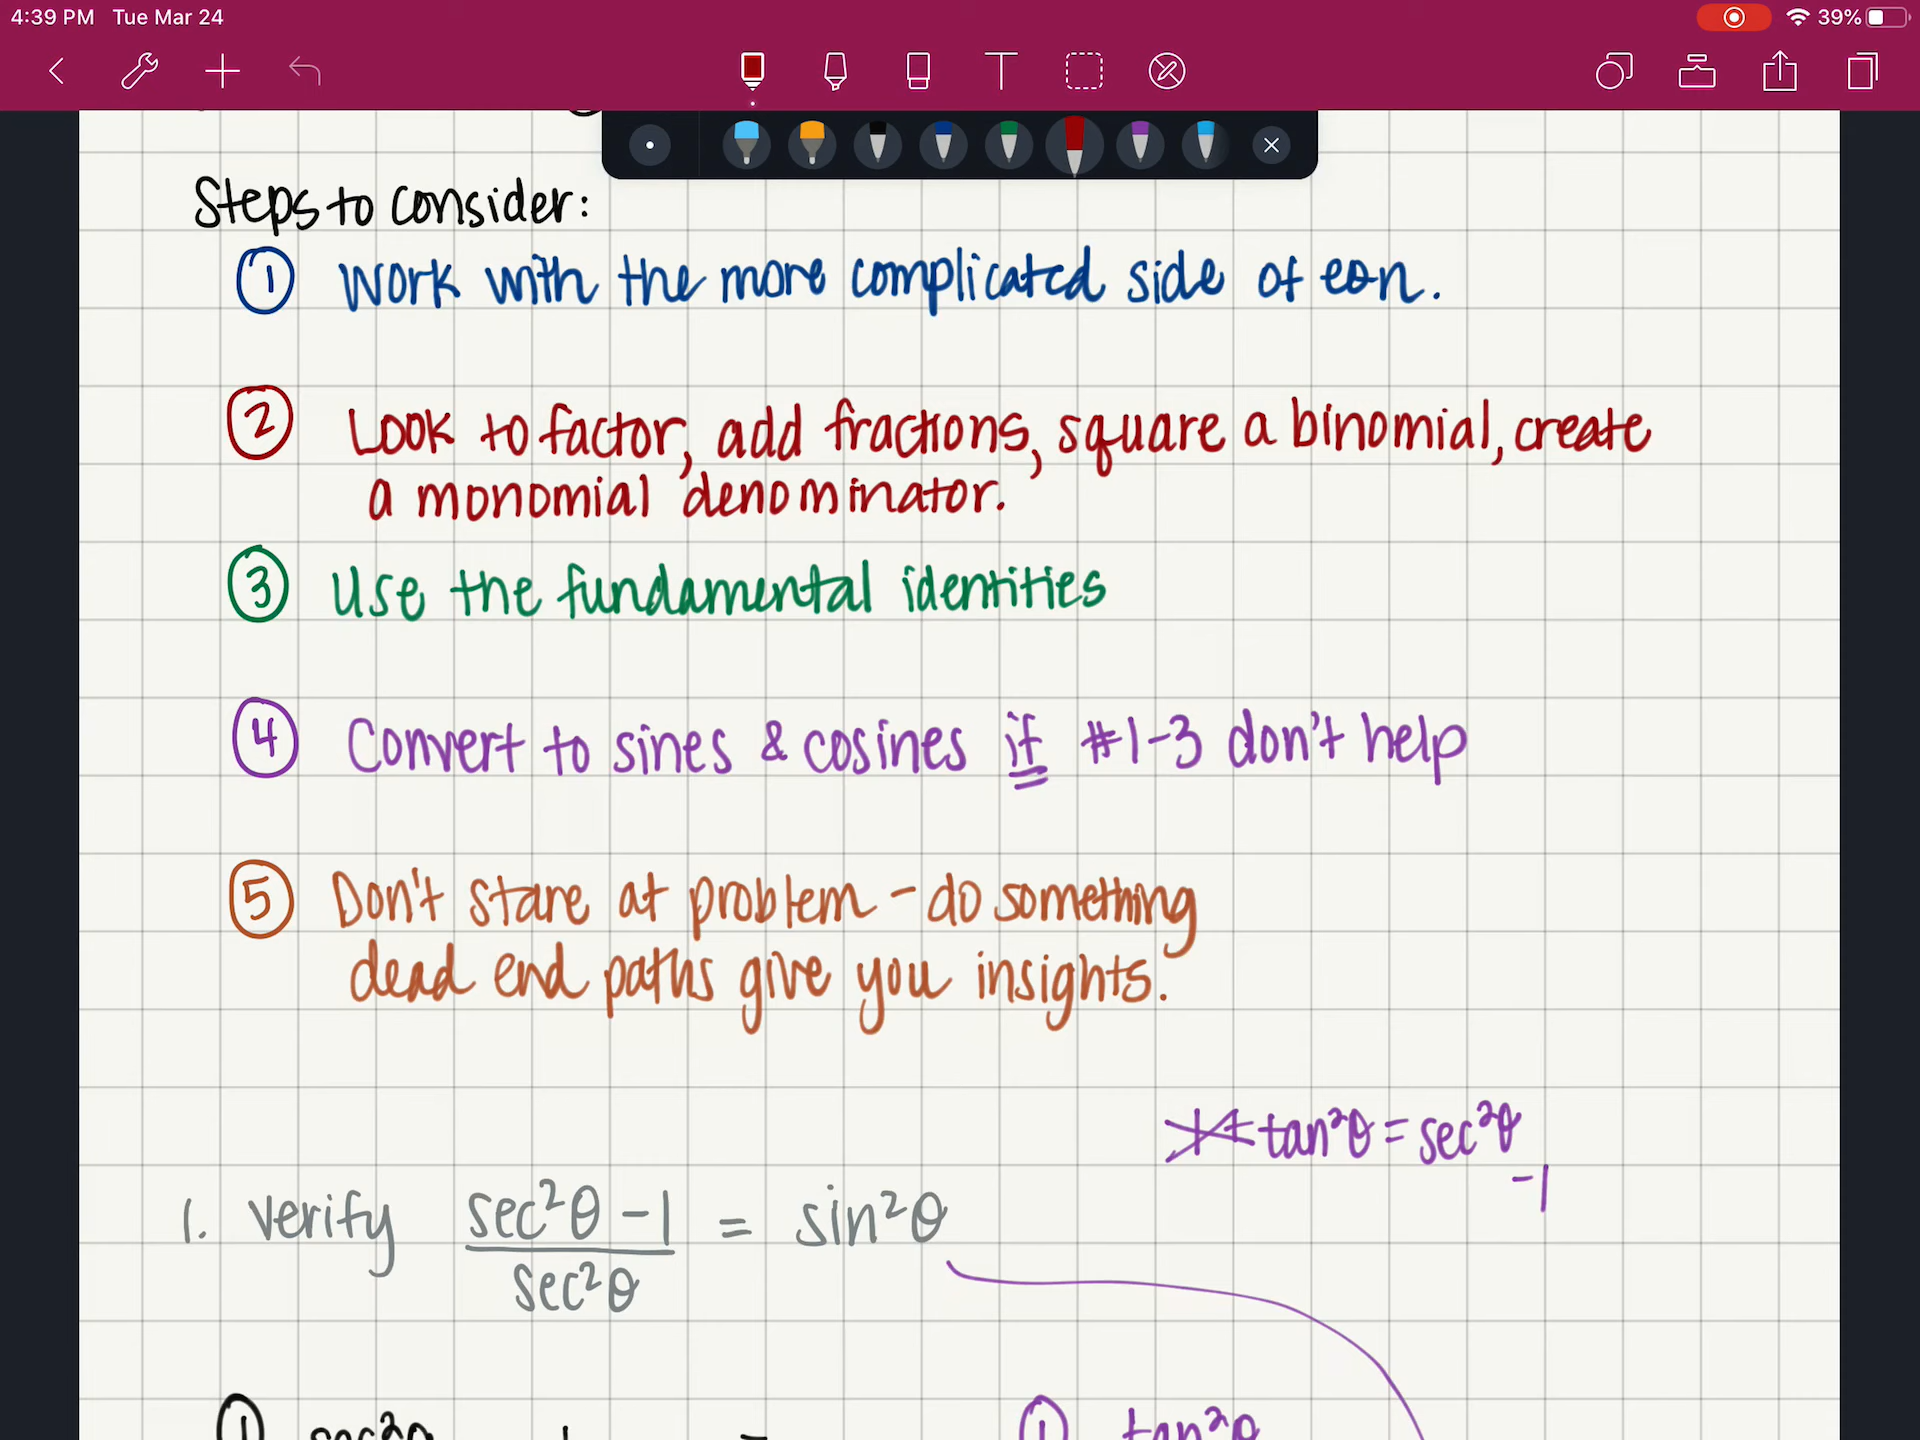 4:39 PM Tue Mar 24
39%
Steps to consider:
① Work with the more complicated side of eqn.
② Look to factor, add fractions, square a binomial, create
a monomial denominator.
③ Use the fundamental identities
④ Convert to sines & cosines if #1-3 don't help
⑤ Don't stare at problem - do something
dead end paths give you insights.
tan²θ = sec²θ
-1
1. Verify sec²θ - 1 = sin²θ
sec²θ
① ①
tan²θ